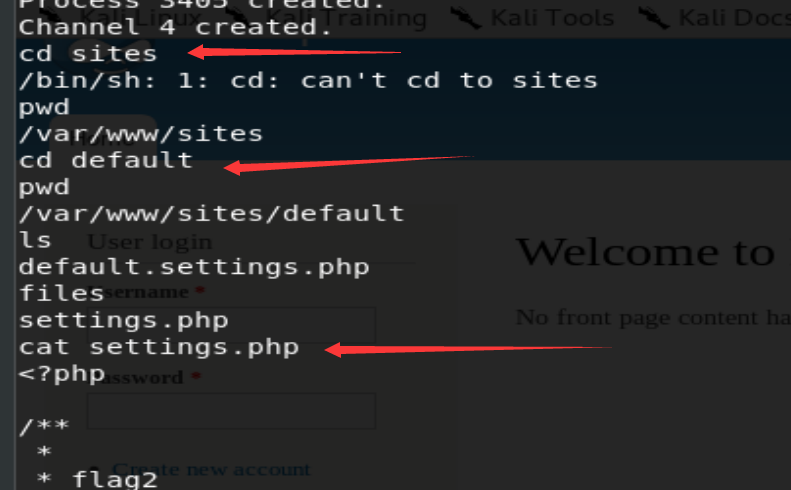 Process 3405 created.
Kali Linux Kali Training Kali Tools Kali Docs
Channel 4 created.
cd sites
/bin/sh: 1: cd: can't cd to sites
pwd
/var/www/sites
Home
cd default
pwd
/var/www/sites/default
ls
User login
Welcome to
default.settings.php
files
Username *
settings.php
No front page content ha
cat settings.php
<?php
Password *
/**
*
Create new account
* flag2